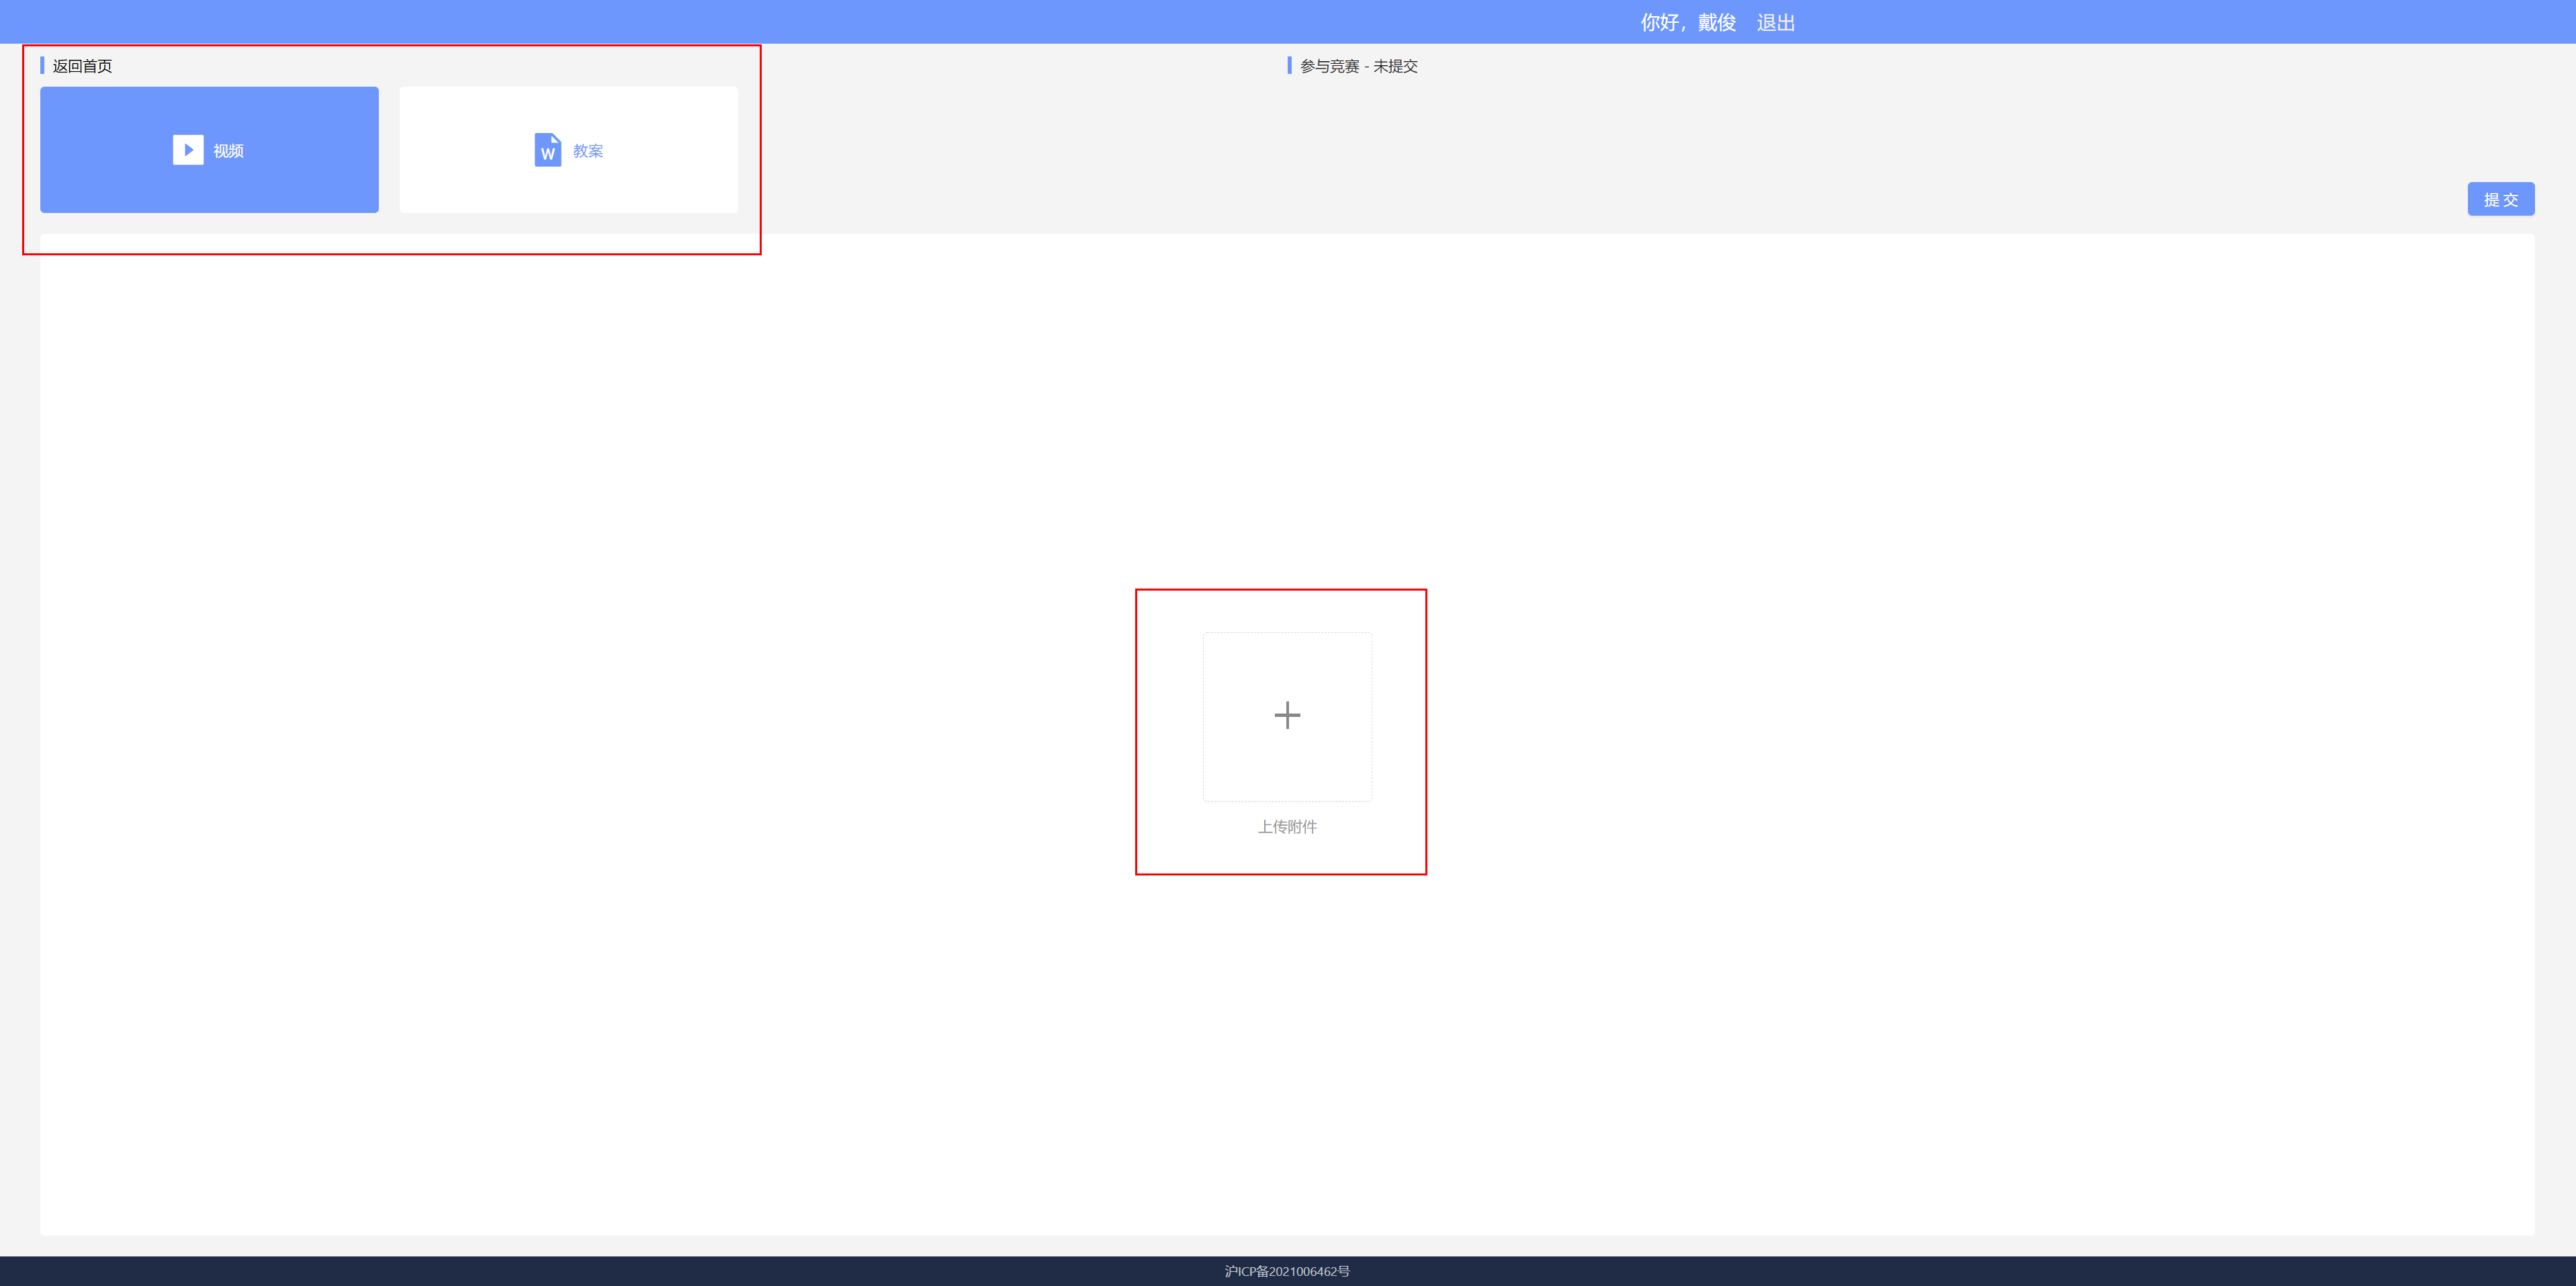 你好，戴俊 退出
返回首页
参与竞赛 - 未提交
视频
W 教案
提 交
上传附件
沪ICP备2021006462号